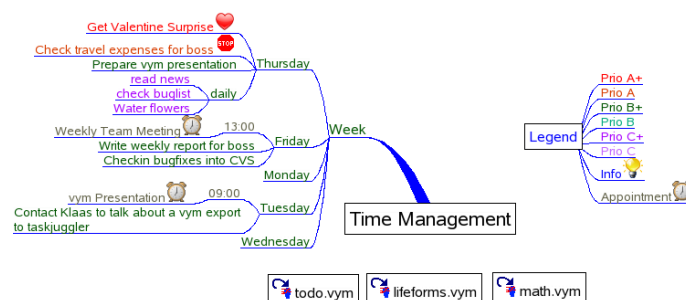 Get Valentine Surprise
STOP
Check travel expenses for boss
Prepare vym presentation
Thursday
read news
check buglist
daily
Water flowers
Weekly Team Meeting
13:00
Write weekly report for boss
Friday
Checkin bugfixes into CVS
Week
Monday
vym Presentation
09:00
Contact Klaas to talk about a vym export
to taskjuggler
Tuesday
Wednesday
Time Management
Legend
Prio A+
Prio A
Prio B+
Prio B
Prio C+
Prio C
Info
Appointment
todo.vym
lifeforms.vym
math.vym